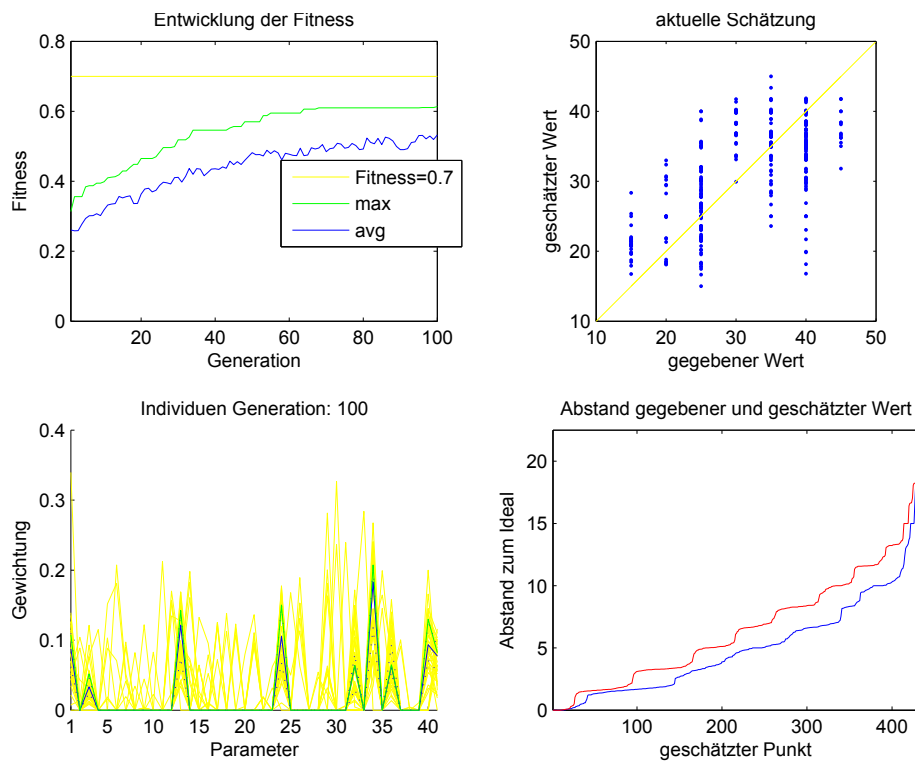 Entwicklung der Fitness
0.8
0.6
0.4
0.2
0
20
40
60
80
100
Fitness
Generation
Fitness=0.7
max
avg
aktuelle Schätzung
50
40
30
20
10
10
20
30
40
50
geschätzter Wert
gegebener Wert
Individuen Generation: 100
0.4
0.3
0.2
0.1
0
1
5
10
15
20
25
30
35
40
Gewichtung
Parameter
Abstand gegebener und geschätzter Wert
20
15
10
5
0
100
200
300
400
Abstand zum Ideal
geschätzter Punkt